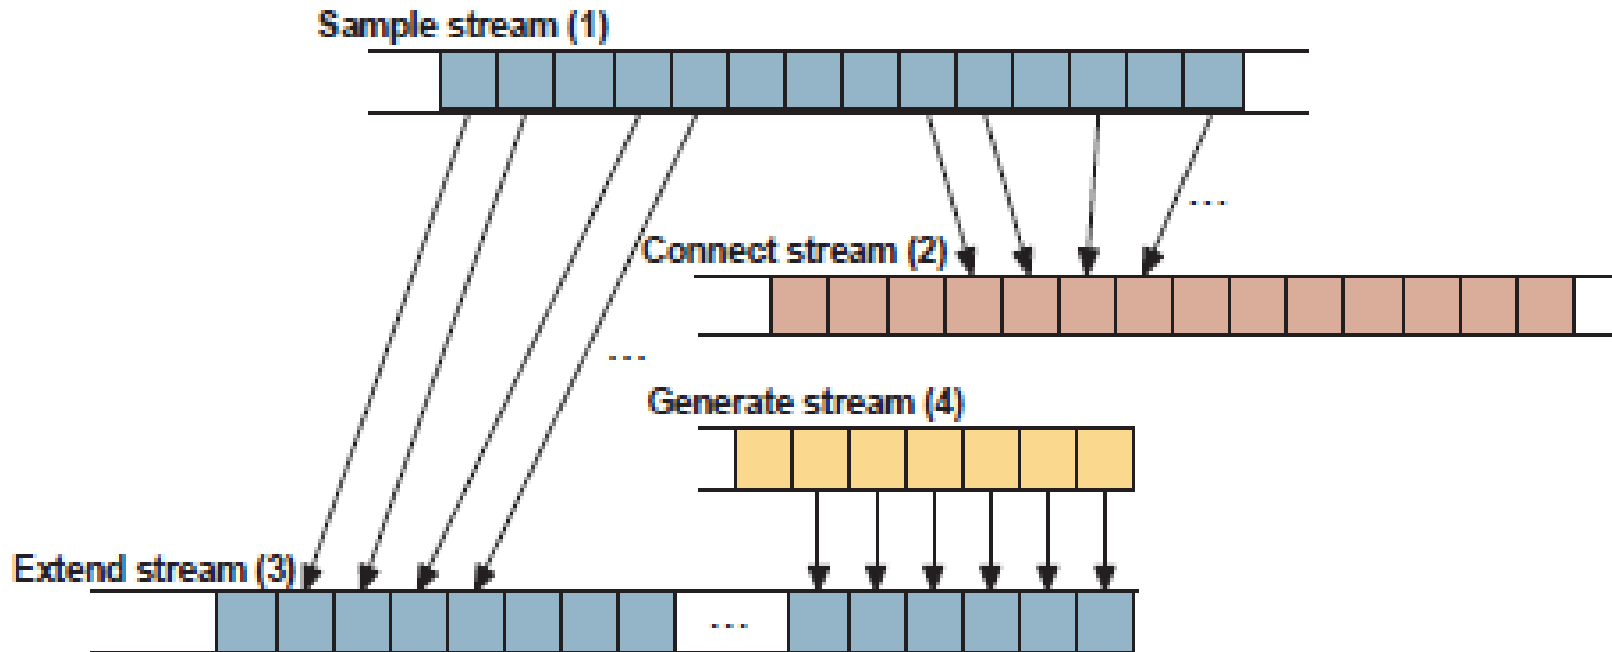 Sample stream (1)
...
Connect stream (2)
...
Generate stream (4)
Extend stream (3)
...